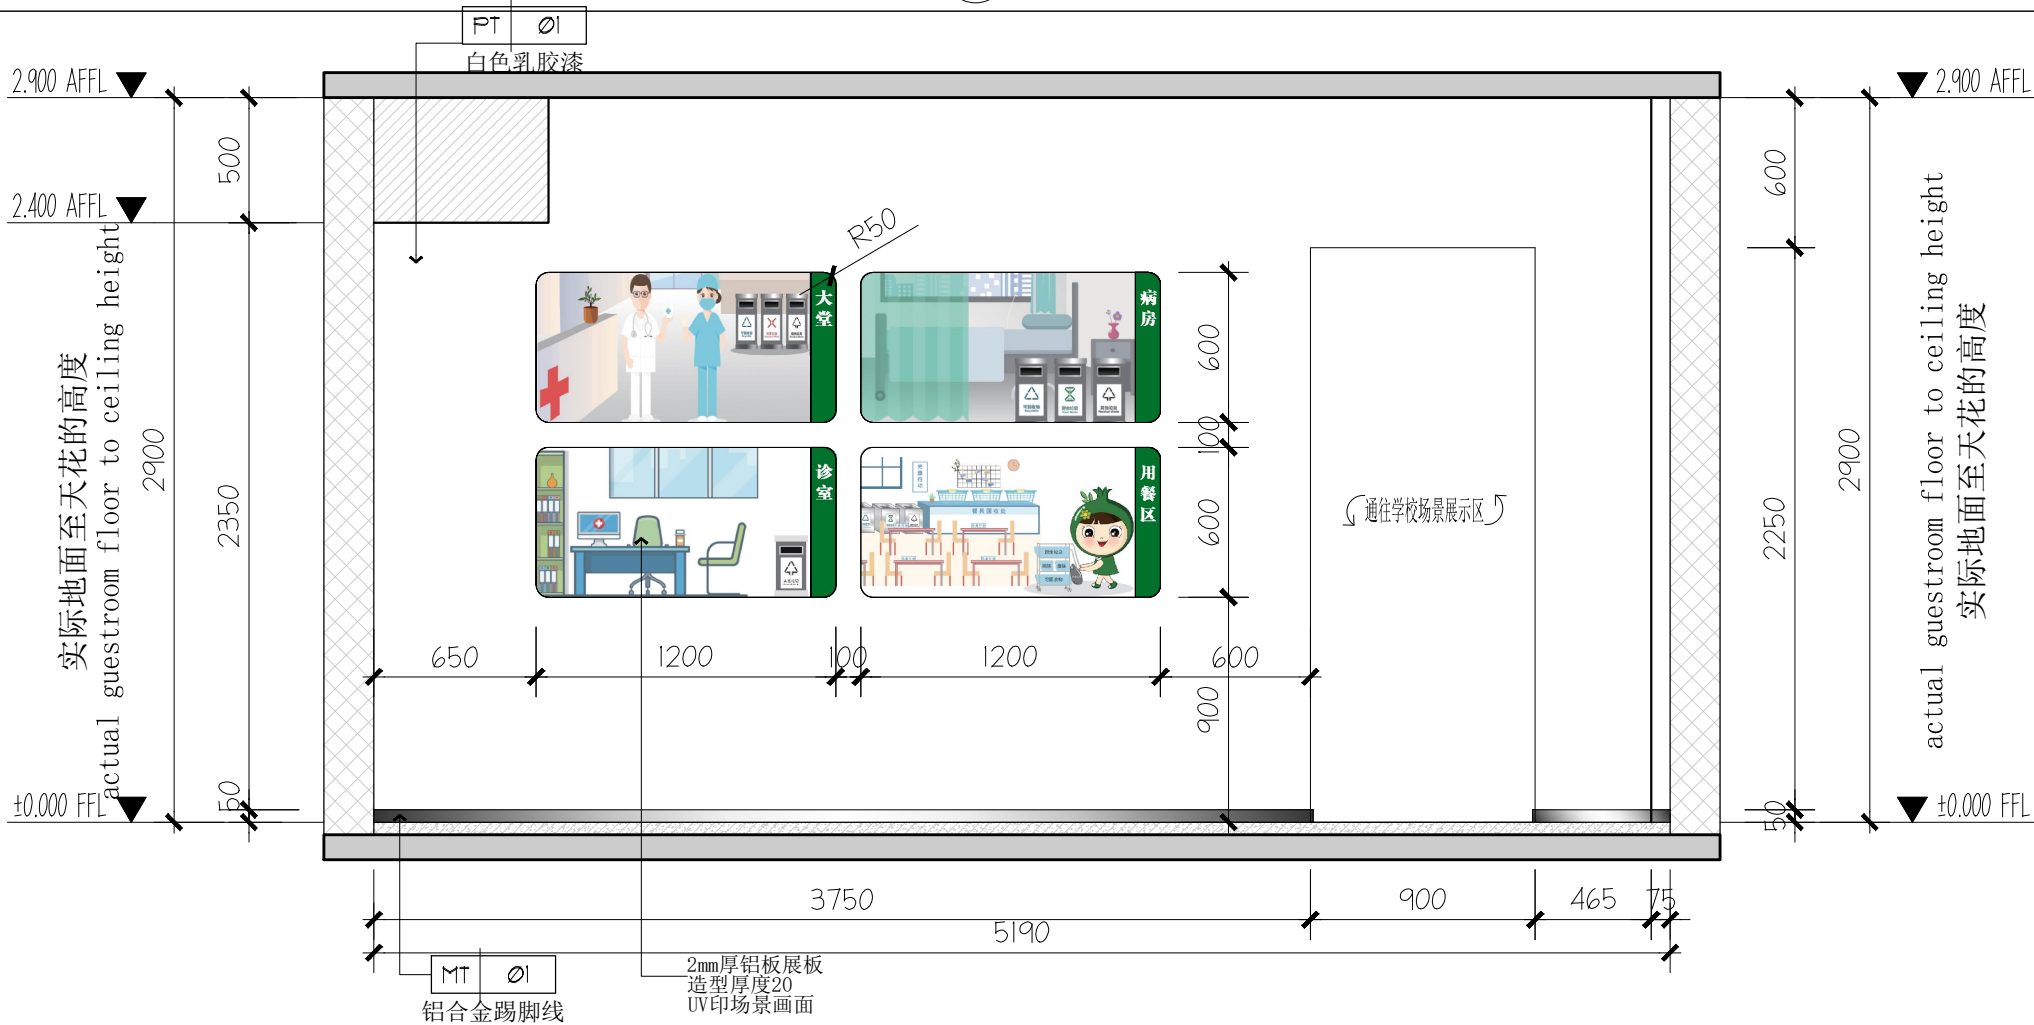 PT Ø1
白色乳胶漆
2.900 AFFL
2.900 AFFL
500
600
2.400 AFFL
R50
大堂
病房
600
100
诊室
用餐区
餐具回收处
600
通往学校场景展示区
实际地面至天花的高度
actual guestroom floor to ceiling height
2900
2350
2250
2900
actual guestroom floor to ceiling height
实际地面至天花的高度
650
1200
100
1200
600
900
50
50
±0.000 FFL
±0.000 FFL
3750
900
465
75
5190
MT Ø1
铝合金踢脚线
2mm厚铝板展板
造型厚度20
UV印场景画面